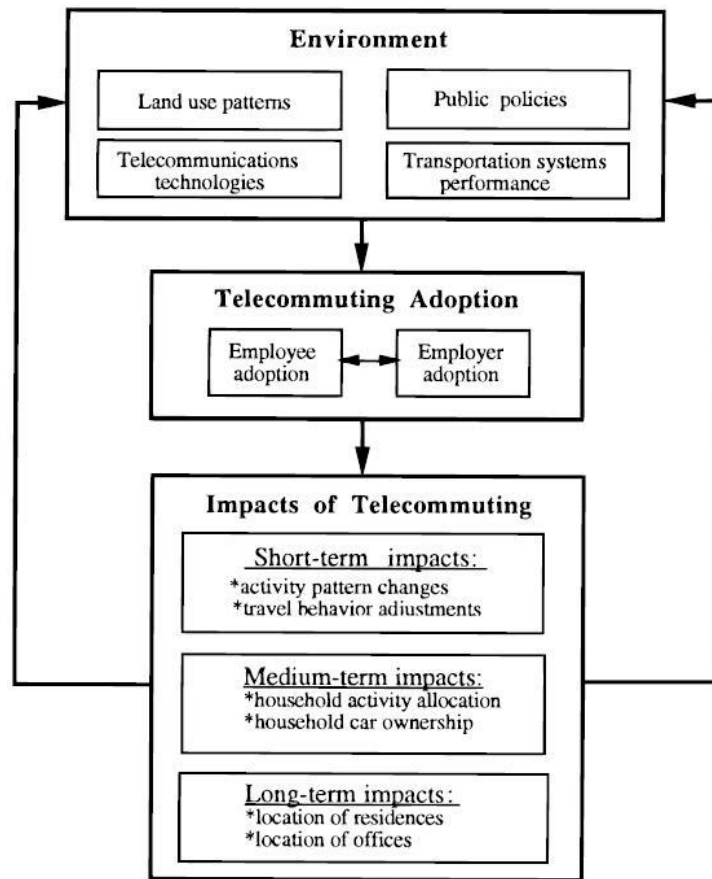 Environment
Land use patterns
Public policies
Telecommunications
technologies
Transportation systems
performance
Telecommuting Adoption
Employee
adoption
Employer
adoption
Impacts of Telecommuting
Short-term impacts:
*activity pattern changes
*travel behavior adiustments
Medium-term impacts:
*household activity allocation
*household car ownership
Long-term impacts:
*location of residences
*location of offices